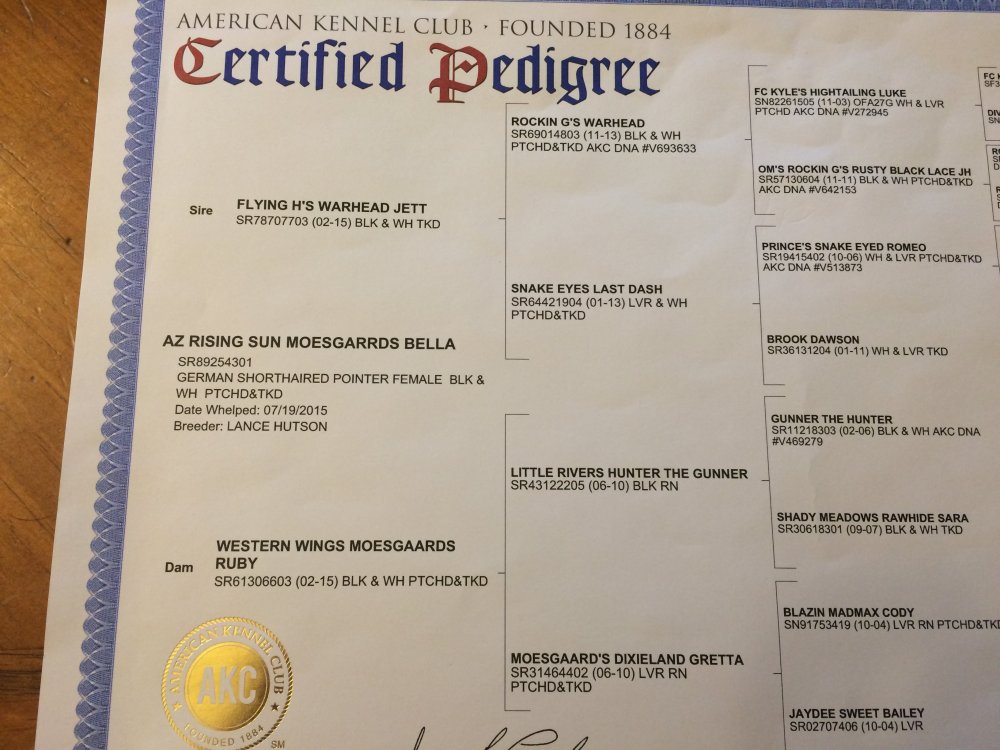 AMERICAN KENNEL CLUB · FOUNDED 1884
Certified Pedigree
Sire
FLYING H'S WARHEAD JETT
SR78707703 (02-15) BLK & WH TKD
AZ RISING SUN MOESGARRDS BELLA
SR89254301
GERMAN SHORTHAIRED POINTER FEMALE BLK &
WH PTCHD&TKD
Date Whelped: 07/19/2015
Breeder: LANCE HUTSON
Dam
WESTERN WINGS MOESGAARDS
RUBY
SR61306603 (02-15) BLK & WH PTCHD&TKD
ROCKIN G'S WARHEAD
SR69014803 (11-13) BLK & WH
PTCHD&TKD AKC DNA #V693633
SNAKE EYES LAST DASH
SR64421904 (01-13) LVR & WH
PTCHD&TKD
LITTLE RIVERS HUNTER THE GUNNER
SR43122205 (06-10) BLK RN
MOESGAARD'S DIXIELAND GRETTA
SR31464402 (06-10) LVR RN
PTCHD&TKD
FC KYLE'S HIGHTAILING LUKE
SN82261505 (11-03) OFA27G WH & LVR
PTCHD AKC DNA #V272945
OM'S ROCKIN G'S RUSTY BLACK LACE JH
SR57130604 (11-11) BLK & WH PTCHD&TKD
AKC DNA #V642153
PRINCE'S SNAKE EYED ROMEO
SR19415402 (10-06) WH & LVR PTCHD&TKD
AKC DNA #V513873
BROOK DAWSON
SR36131204 (01-11) WH & LVR TKD
GUNNER THE HUNTER
SR11218303 (02-06) BLK & WH AKC DNA
#V469279
SHADY MEADOWS RAWHIDE SARA
SR30618301 (09-07) BLK & WH TKD
BLAZIN MADMAX CODY
SN91753419 (10-04) LVR RN PTCHD&TKD
JAYDEE SWEET BAILEY
SR02707406 (10-04) LVR
AMERICAN KENNEL CLUB
AKC
FOUNDED 1884
SM